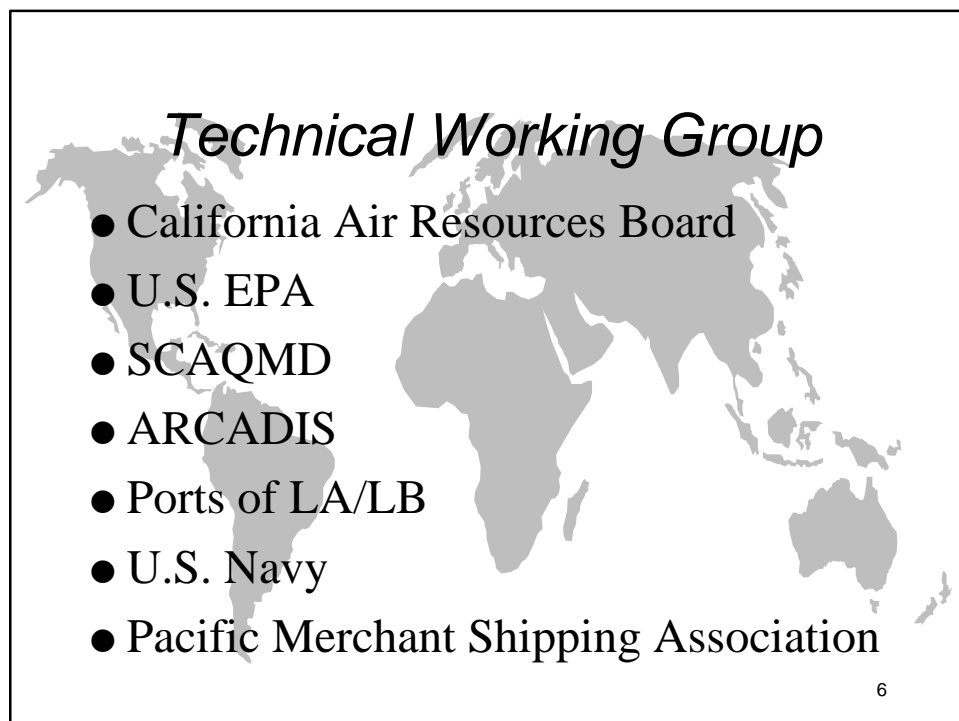 Technical Working Group
● California Air Resources Board
● U.S. EPA
● SCAQMD
● ARCADIS
● Ports of LA/LB
● U.S. Navy
● Pacific Merchant Shipping Association
6